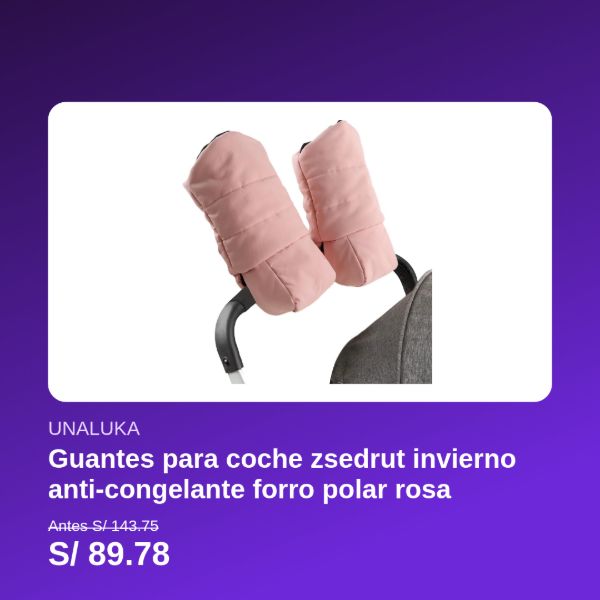 UNALUKA
Guantes para coche zsedrut invierno
anti-congelante forro polar rosa
Antes S/ 143.75
S/ 89.78